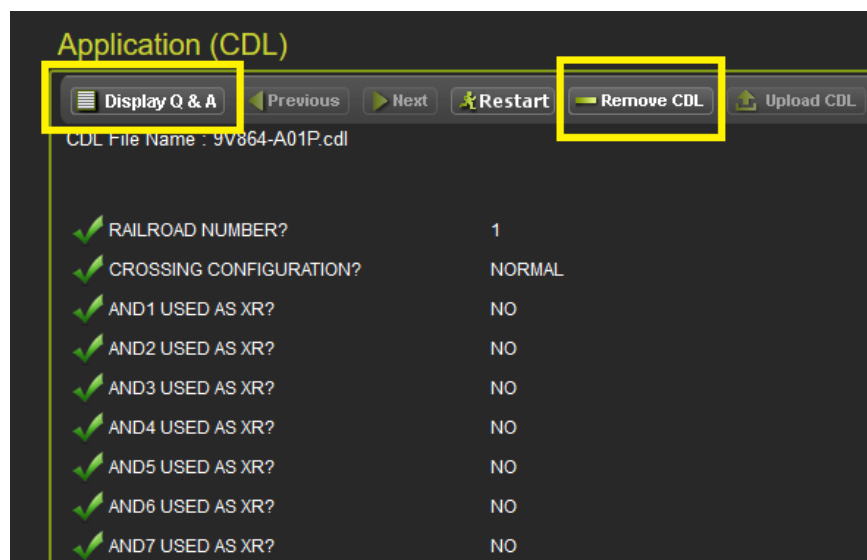 Application (CDL)
Display Q & A Previous Next Restart Remove CDL Upload CDL
CDL File Name : 9V864-A01P.cdl
RAILROAD NUMBER? 1
CROSSING CONFIGURATION? NORMAL
AND1 USED AS XR? NO
AND2 USED AS XR? NO
AND3 USED AS XR? NO
AND4 USED AS XR? NO
AND5 USED AS XR? NO
AND6 USED AS XR? NO
AND7 USED AS XR? NO